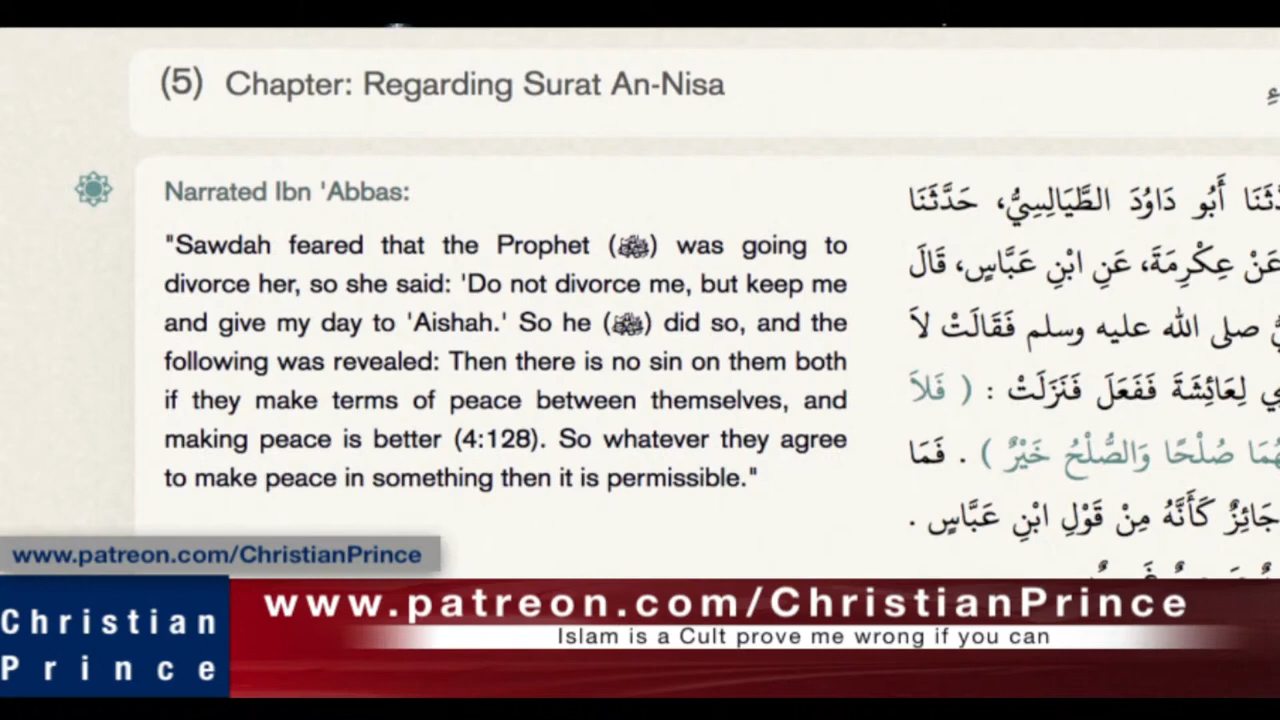 (5) Chapter: Regarding Surat An-Nisa
Narrated Ibn 'Abbas:
"Sawdah feared that the Prophet (ﷺ) was going to
divorce her, so she said: 'Do not divorce me, but keep me
and give my day to 'Aishah.' So he (ﷺ) did so, and the
following was revealed: Then there is no sin on them both
if they make terms of peace between themselves, and
making peace is better (4:128). So whatever they agree
to make peace in something then it is permissible."
أَبُو دَاوُدَ الطَّيَالِسِيُّ، حَدَّثَنَا
عَنْ عِكْرِمَةَ، عَنِ ابْنِ عَبَّاسٍ، قَالَ
صلى الله عليه وسلم فَقَالَتْ لاَ
لِعَائِشَةَ فَفَعَلَ فَنَزَلَتْ : ( فَلاَ
صُلْحًا وَالصُّلْحُ خَيْرٌ ) . فَمَا
جَائِزٌ كَأَنَّهُ مِنْ قَوْلِ ابْنِ عَبَّاسٍ .
www.patreon.com/ChristianPrince
Christian
Prince
www.patreon.com/ChristianPrince
Islam is a Cult prove me wrong if you can